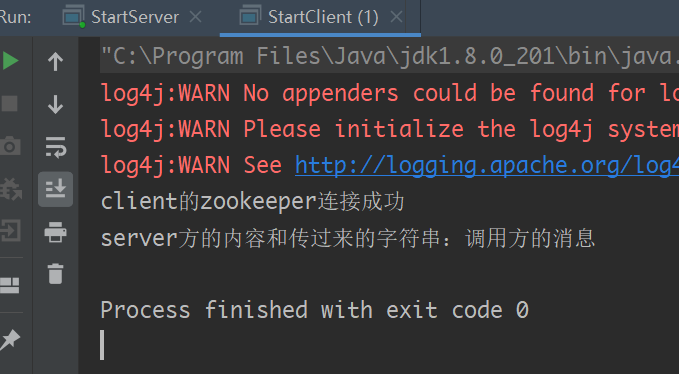 Run: StartServer StartClient (1)
"C:\Program Files\Java\jdk1.8.0_201\bin\java.
log4j:WARN No appenders could be found for lo
log4j:WARN Please initialize the log4j system
log4j:WARN See http://logging.apache.org/log4
client的zookeeper连接成功
server方的内容和传过来的字符串：调用方的消息
Process finished with exit code 0